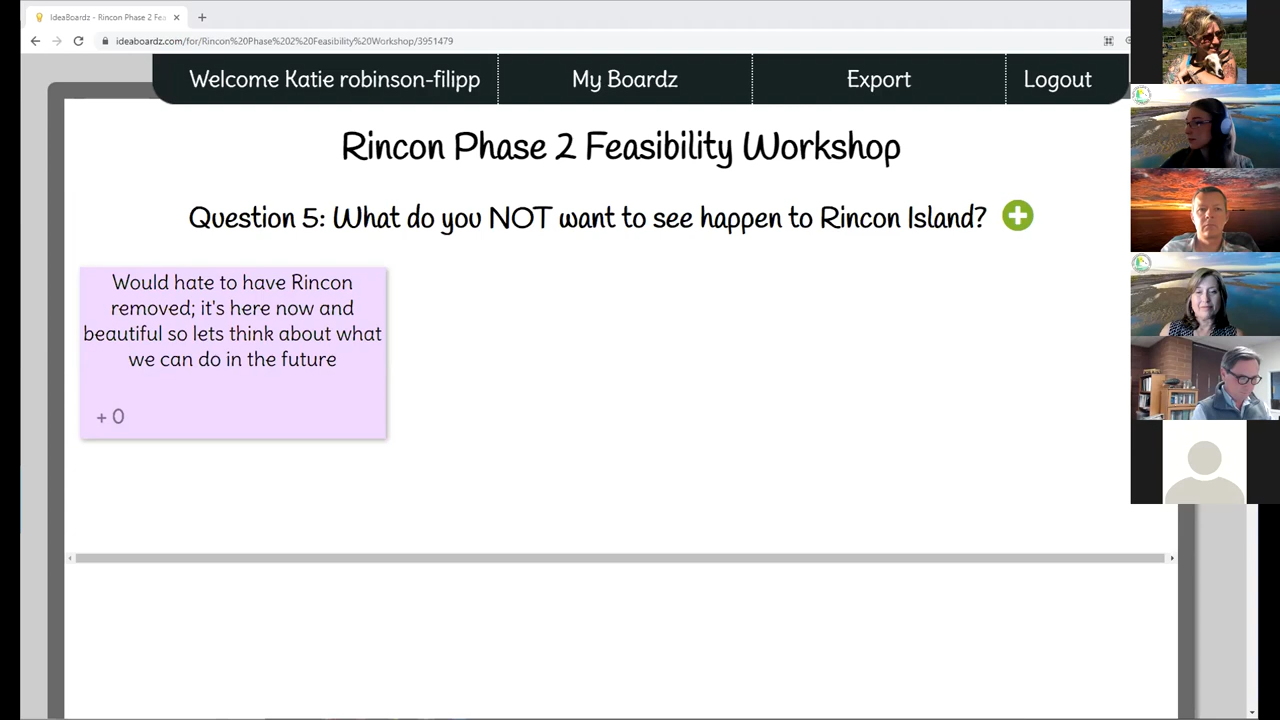 IdeaBoardz - Rincon Phase 2 Fea
ideaboardz.com/for/Rincon%20Phase%202%20Feasibility%20Workshop/3951479
Welcome Katie robinson-filipp
My Boardz
Export
Logout
Rincon Phase 2 Feasibility Workshop
Question 5: What do you NOT want to see happen to Rincon Island?
Would hate to have Rincon
removed; it's here now and
beautiful so lets think about what
we can do in the future
+ 0